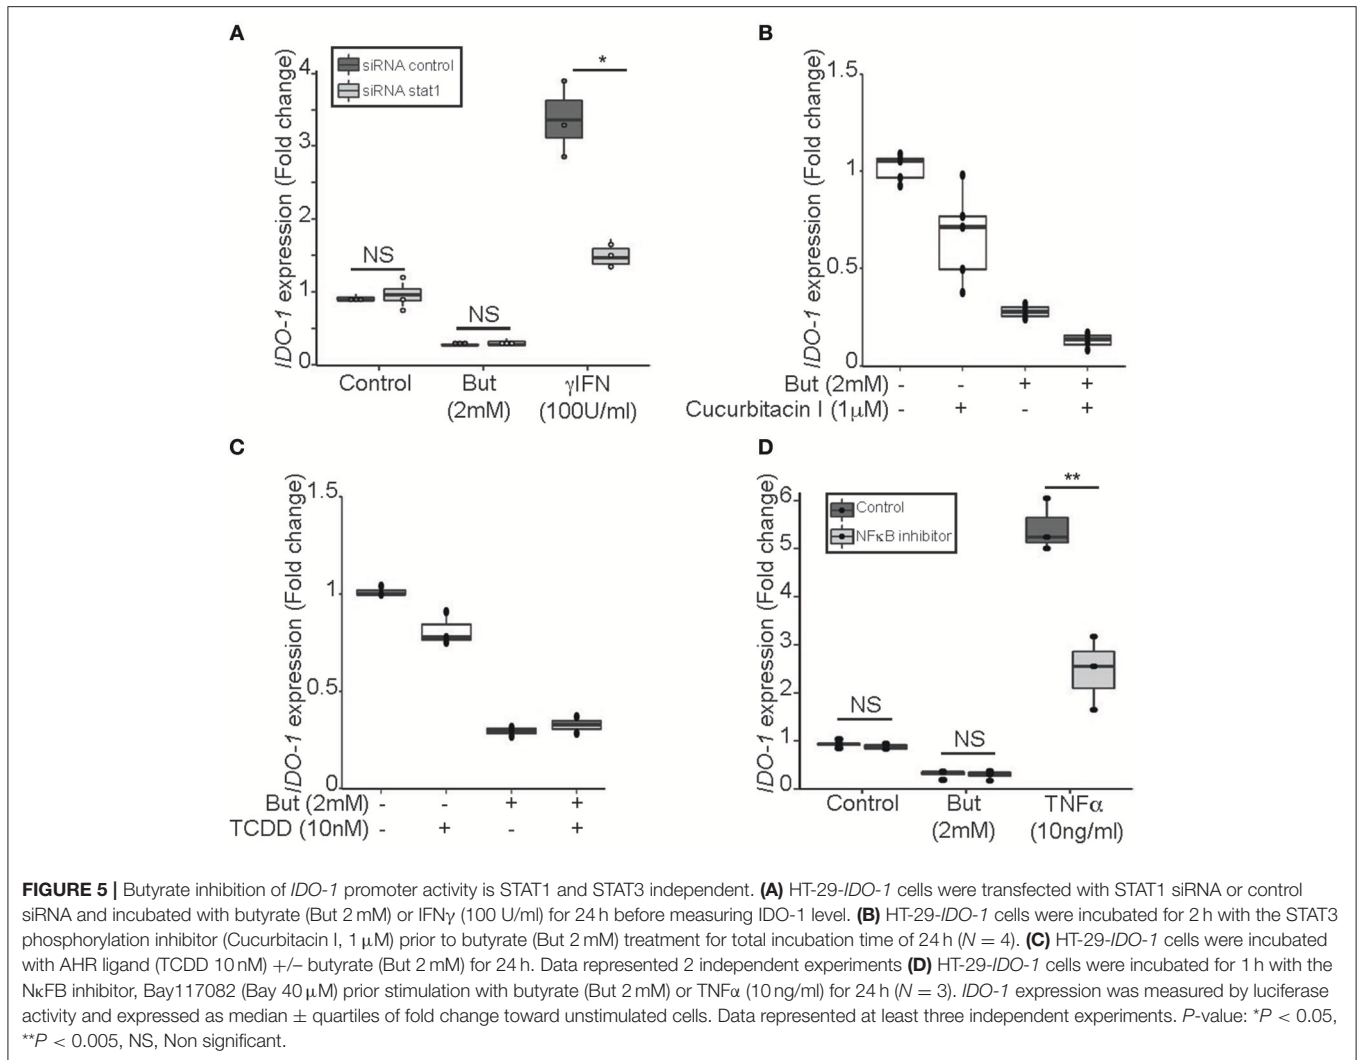 A
IDO-1 expression (Fold change)
4
3
2
1
0
siRNA control
siRNA stat1
NS
NS
*
Control
But
(2mM)
γIFN
(100U/ml)
B
IDO-1 expression (Fold change)
1.5
1
0.5
0
But (2mM) - - + +
Cucurbitacin I (1µM) - + - +
C
IDO-1 expression (Fold change)
1.5
1
0.5
0
But (2mM) - - + +
TCDD (10nM) - + - +
D
IDO-1 expression (Fold change)
6
5
4
3
2
1
0
Control
NFκB inhibitor
NS
NS
**
Control
But
(2mM)
TNFα
(10ng/ml)
FIGURE 5 | Butyrate inhibition of IDO-1 promoter activity is STAT1 and STAT3 independent. (A) HT-29-IDO-1 cells were transfected with STAT1 siRNA or control
siRNA and incubated with butyrate (But 2 mM) or IFNγ (100 U/ml) for 24 h before measuring IDO-1 level. (B) HT-29-IDO-1 cells were incubated for 2 h with the STAT3
phosphorylation inhibitor (Cucurbitacin I, 1 µM) prior to butyrate (But 2 mM) treatment for total incubation time of 24 h (N = 4). (C) HT-29-IDO-1 cells were incubated
with AHR ligand (TCDD 10 nM) +/− butyrate (But 2 mM) for 24 h. Data represented 2 independent experiments (D) HT-29-IDO-1 cells were incubated for 1 h with the
NκFB inhibitor, Bay117082 (Bay 40 µM) prior stimulation with butyrate (But 2 mM) or TNFα (10 ng/ml) for 24 h (N = 3). IDO-1 expression was measured by luciferase
activity and expressed as median ± quartiles of fold change toward unstimulated cells. Data represented at least three independent experiments. P-value: *P < 0.05,
**P < 0.005, NS, Non significant.